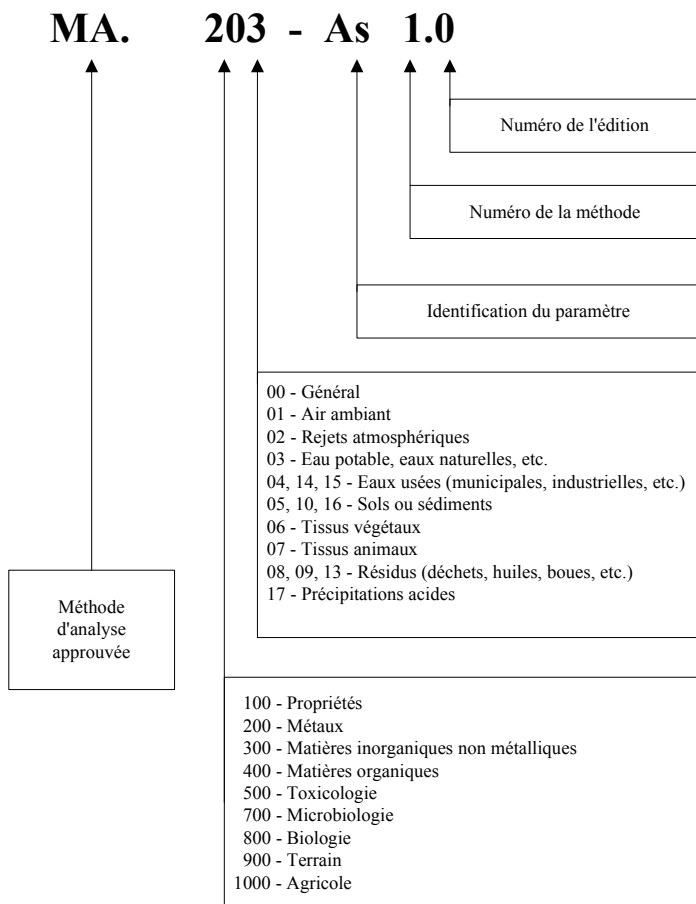 MA. 203 - As 1.0
Numéro de l'édition
Numéro de la méthode
Identification du paramètre
00 - Général
01 - Air ambiant
02 - Rejets atmosphériques
03 - Eau potable, eaux naturelles, etc.
04, 14, 15 - Eaux usées (municipales, industrielles, etc.)
05, 10, 16 - Sols ou sédiments
06 - Tissus végétaux
07 - Tissus animaux
08, 09, 13 - Résidus (déchets, huiles, boues, etc.)
17 - Précipitations acides
Méthode
d'analyse
approuvée
100 - Propriétés
200 - Métaux
300 - Matières inorganiques non métalliques
400 - Matières organiques
500 - Toxicologie
700 - Microbiologie
800 - Biologie
900 - Terrain
1000 - Agricole